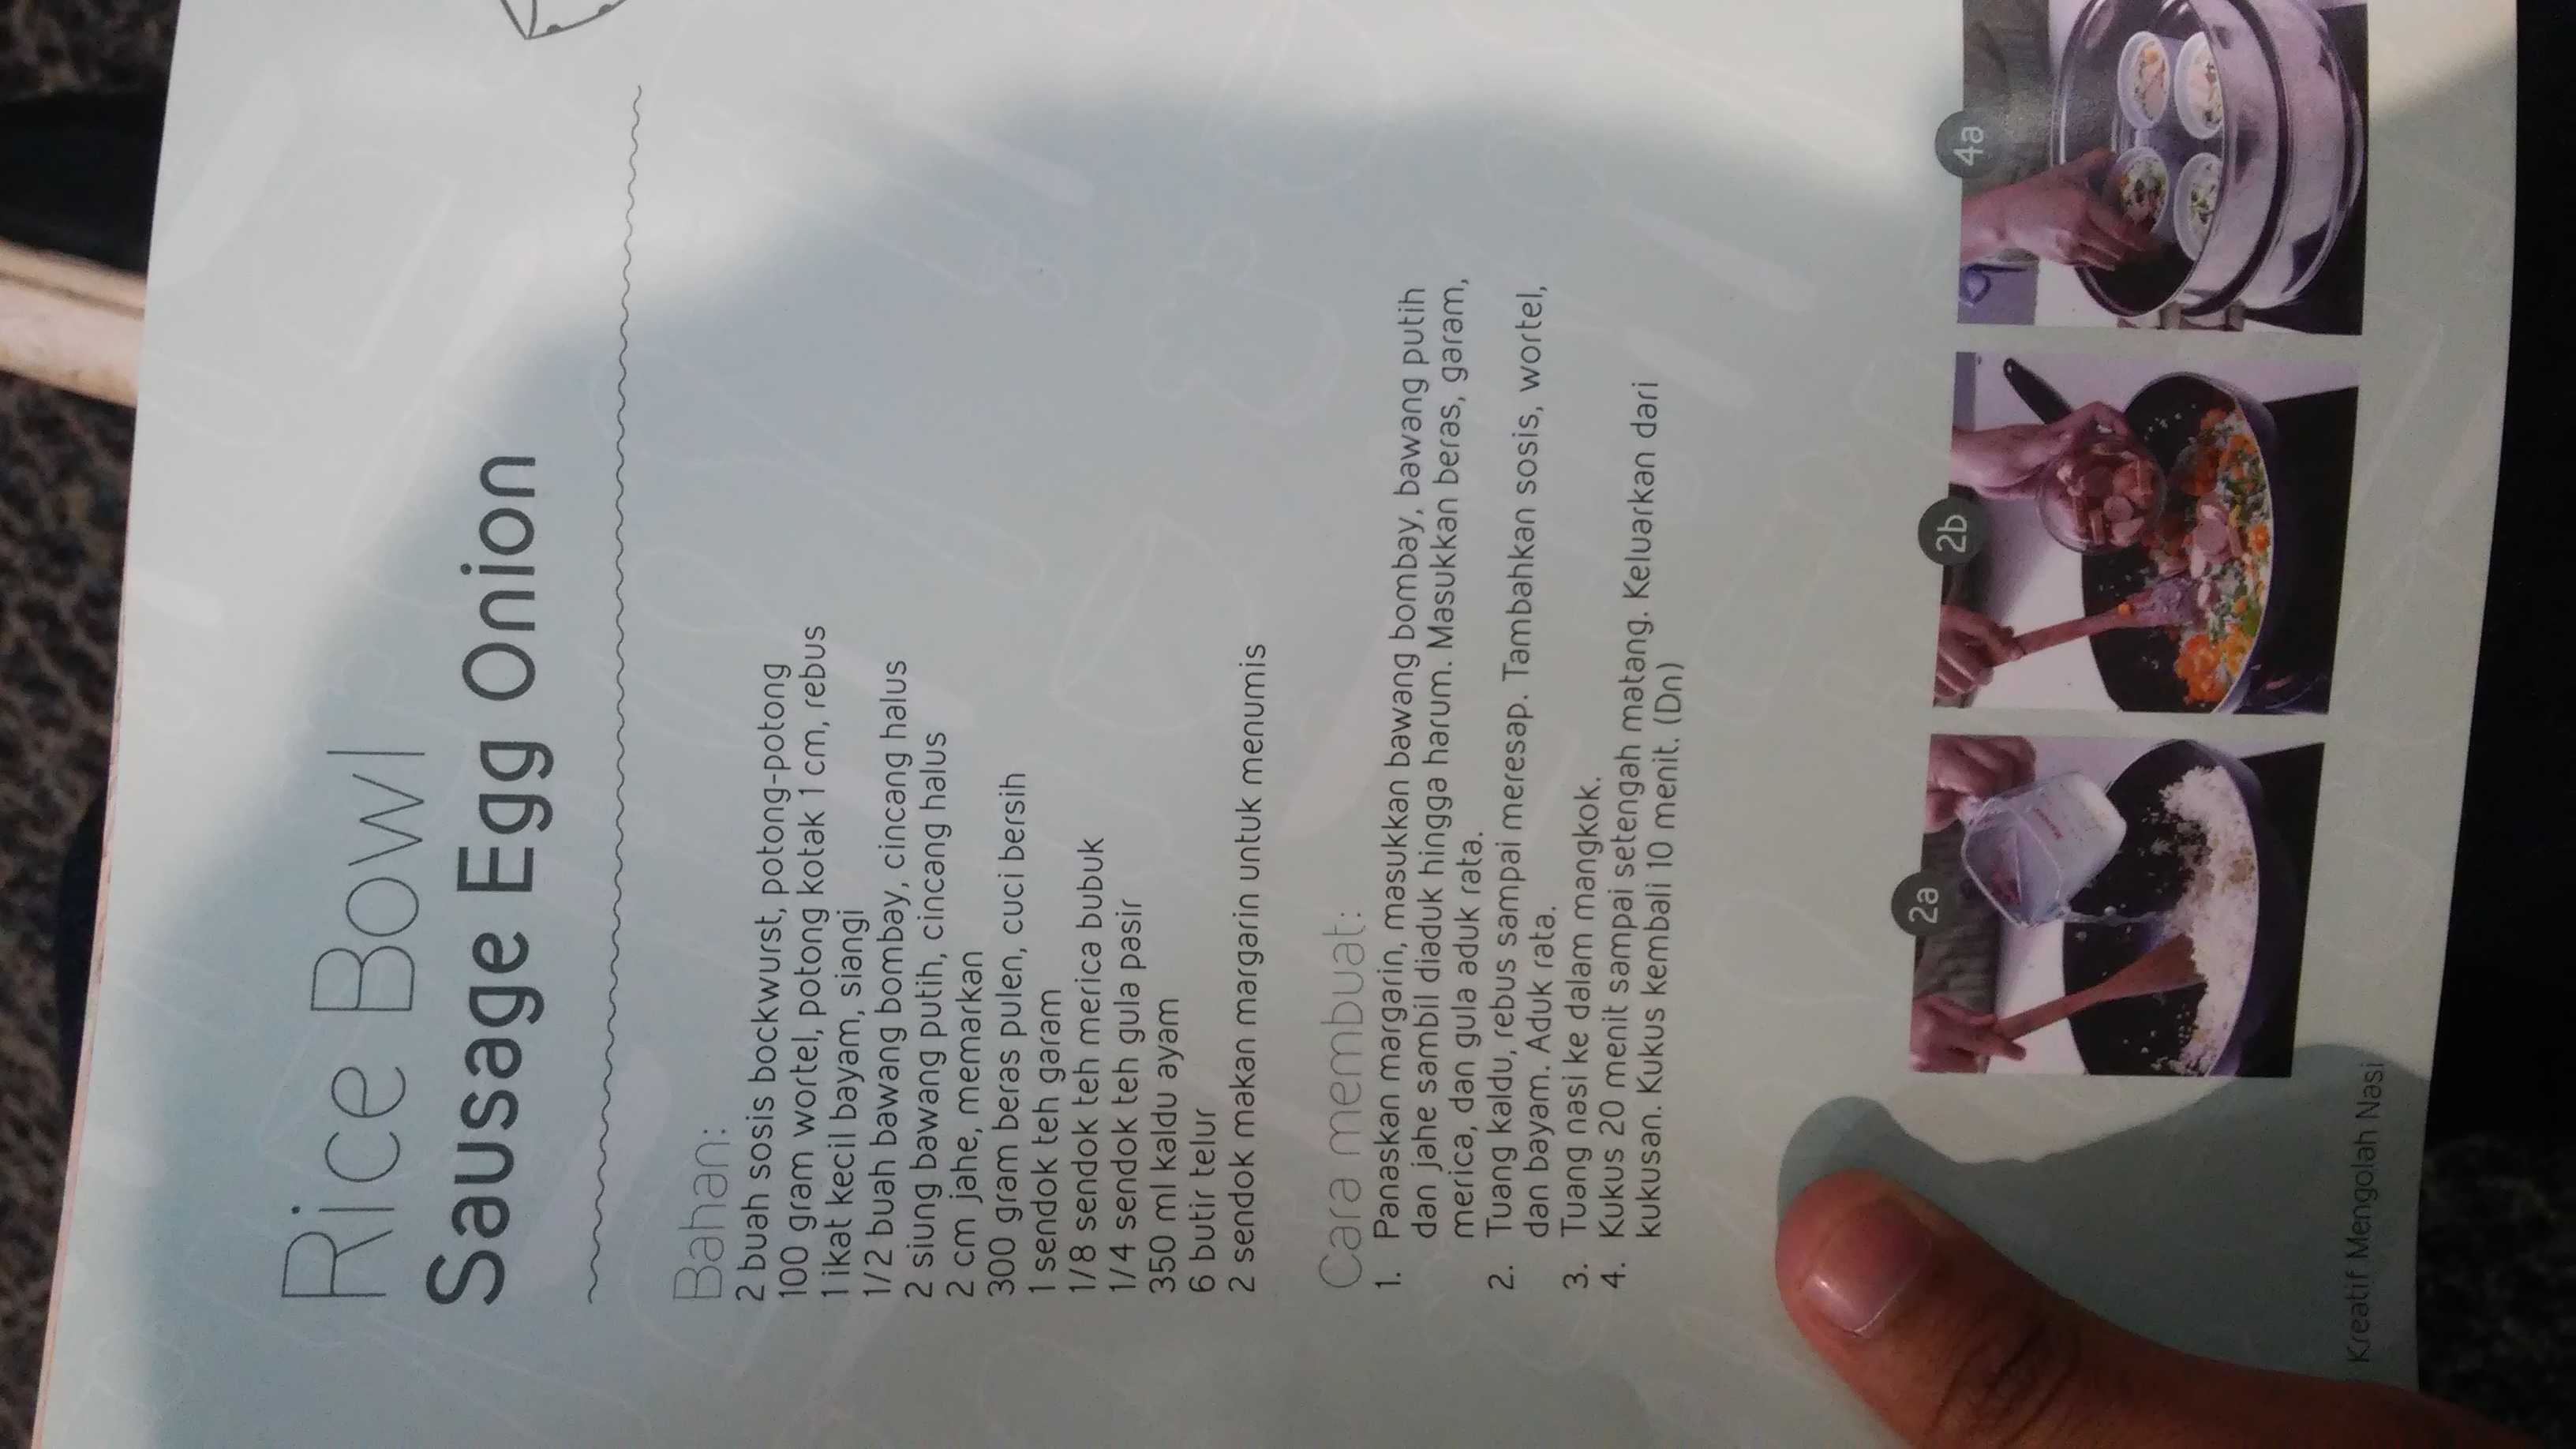 Rice Bowl
Sausage Egg Onion
Bahan:
2 buah sosis bockwurst, potong-potong
100 gram wortel, potong kotak 1 cm, rebus
1 ikat kecil bayam, siangi
1/2 buah bawang bombay, cincang halus
2 siung bawang putih, cincang halus
2 cm jahe, memarkan
300 gram beras pulen, cuci bersih
1 sendok teh garam
1/8 sendok teh merica bubuk
1/4 sendok teh gula pasir
350 ml kaldu ayam
6 butir telur
2 sendok makan margarin untuk menumis
Cara membuat:
1. Panaskan margarin, masukkan bawang bombay, bawang putih
dan jahe sambil diaduk hingga harum. Masukkan beras, garam,
merica, dan gula aduk rata.
2. Tuang kaldu, rebus sampai meresap. Tambahkan sosis, wortel,
dan bayam. Aduk rata.
3. Tuang nasi ke dalam mangkok.
4. Kukus 20 menit sampai setengah matang. Keluarkan dari
kukusan. Kukus kembali 10 menit. (Dn)
2a
2b
4a
Kreatif Mengolah Nasi